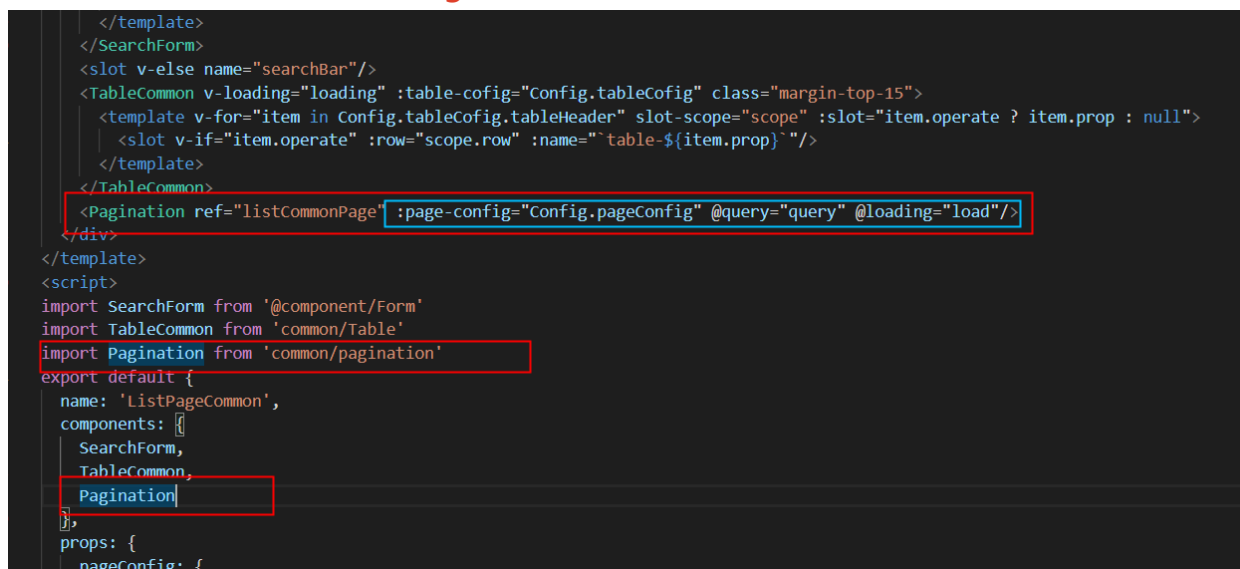 </template>
</SearchForm>
<slot v-else name="searchBar"/>
<TableCommon v-loading="loading" :table-cofig="Config.tableCofig" class="margin-top-15">
<template v-for="item in Config.tableCofig.tableHeader" slot-scope="scope" :slot="item.operate ? item.prop : null">
<slot v-if="item.operate" :row="scope.row" :name="`table-${item.prop}`"/>
</template>
</TableCommon>
<Pagination ref="listCommonPage" :page-config="Config.pageConfig" @query="query" @loading="load"/>
</div>
</template>
<script>
import SearchForm from '@component/Form'
import TableCommon from 'common/Table'
import Pagination from 'common/pagination'
export default {
name: 'ListPageCommon',
components: {
SearchForm,
TableCommon,
Pagination
},
props: {
pageConfig: {